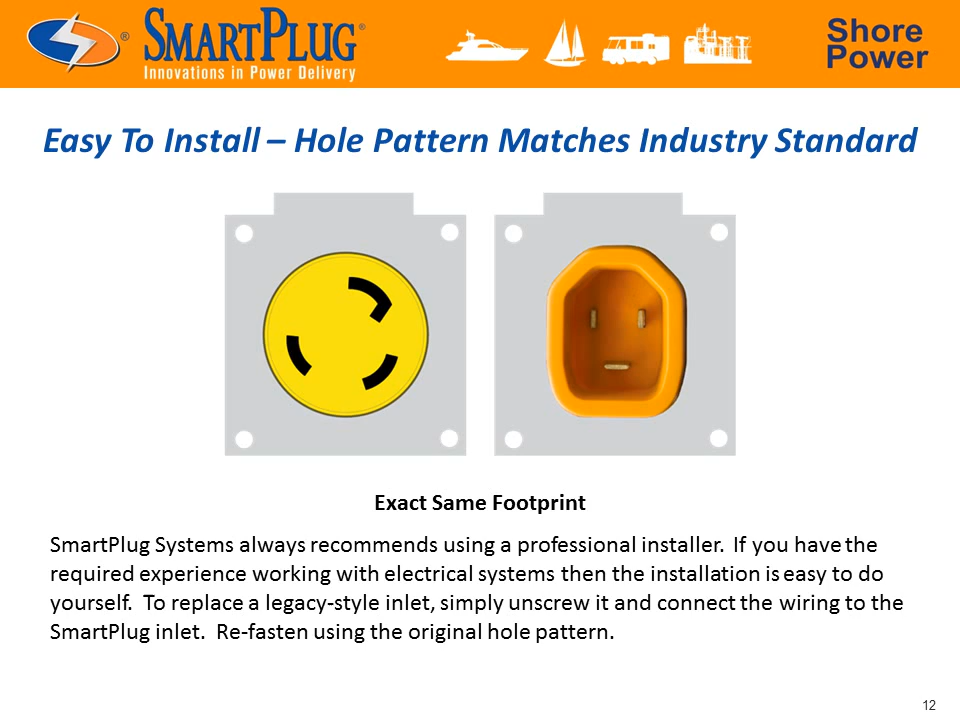 SMARTPLUG®
®
Innovations in Power Delivery
Shore
Power
Easy To Install – Hole Pattern Matches Industry Standard
Exact Same Footprint
SmartPlug Systems always recommends using a professional installer. If you have the
required experience working with electrical systems then the installation is easy to do
yourself. To replace a legacy-style inlet, simply unscrew it and connect the wiring to the
SmartPlug inlet. Re-fasten using the original hole pattern.
12